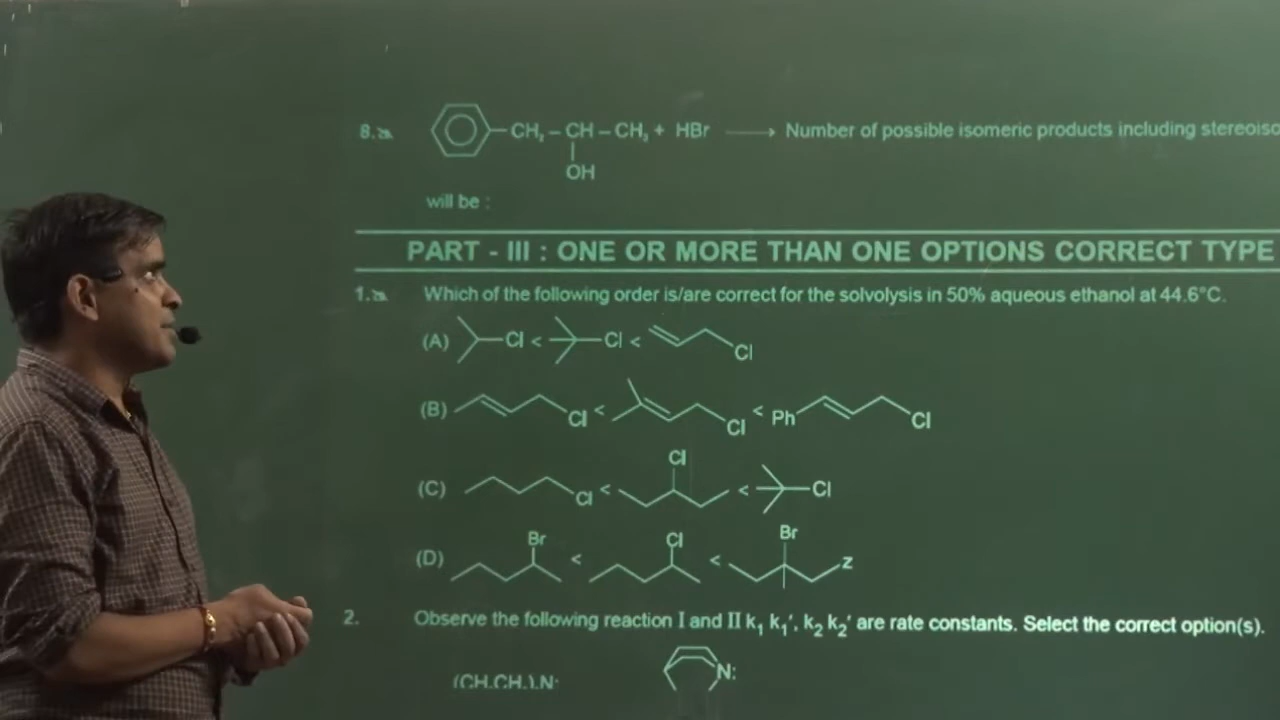 8. CH₂ – CH – CH₃ + HBr ⟶ Number of possible isomeric products including
OH
will be :
PART - III : ONE OR MORE THAN ONE OPTIONS CORRECT TYPE
1. Which of the following order is/are correct for the solvolysis in 50% aqueous ethanol at 44.6°C.
(A) Cl < Cl < Cl
(B) Cl < Cl < Ph Cl
(C) Cl < Cl < Cl
(D) Br < Cl < Br z
2. Observe the following reaction I and II k₁ k₁′, k₂ k₂′ are rate constants. Select the correct option(s).
N: